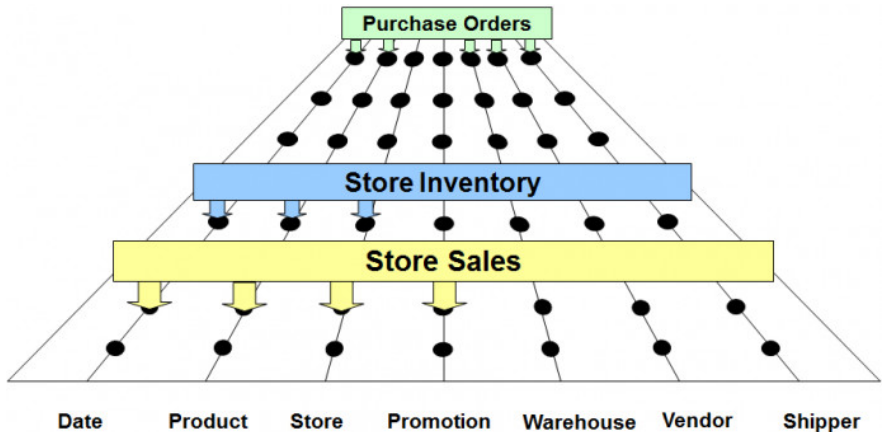 Purchase Orders
Store Inventory
Store Sales
Date Product Store Promotion Warehouse Vendor Shipper